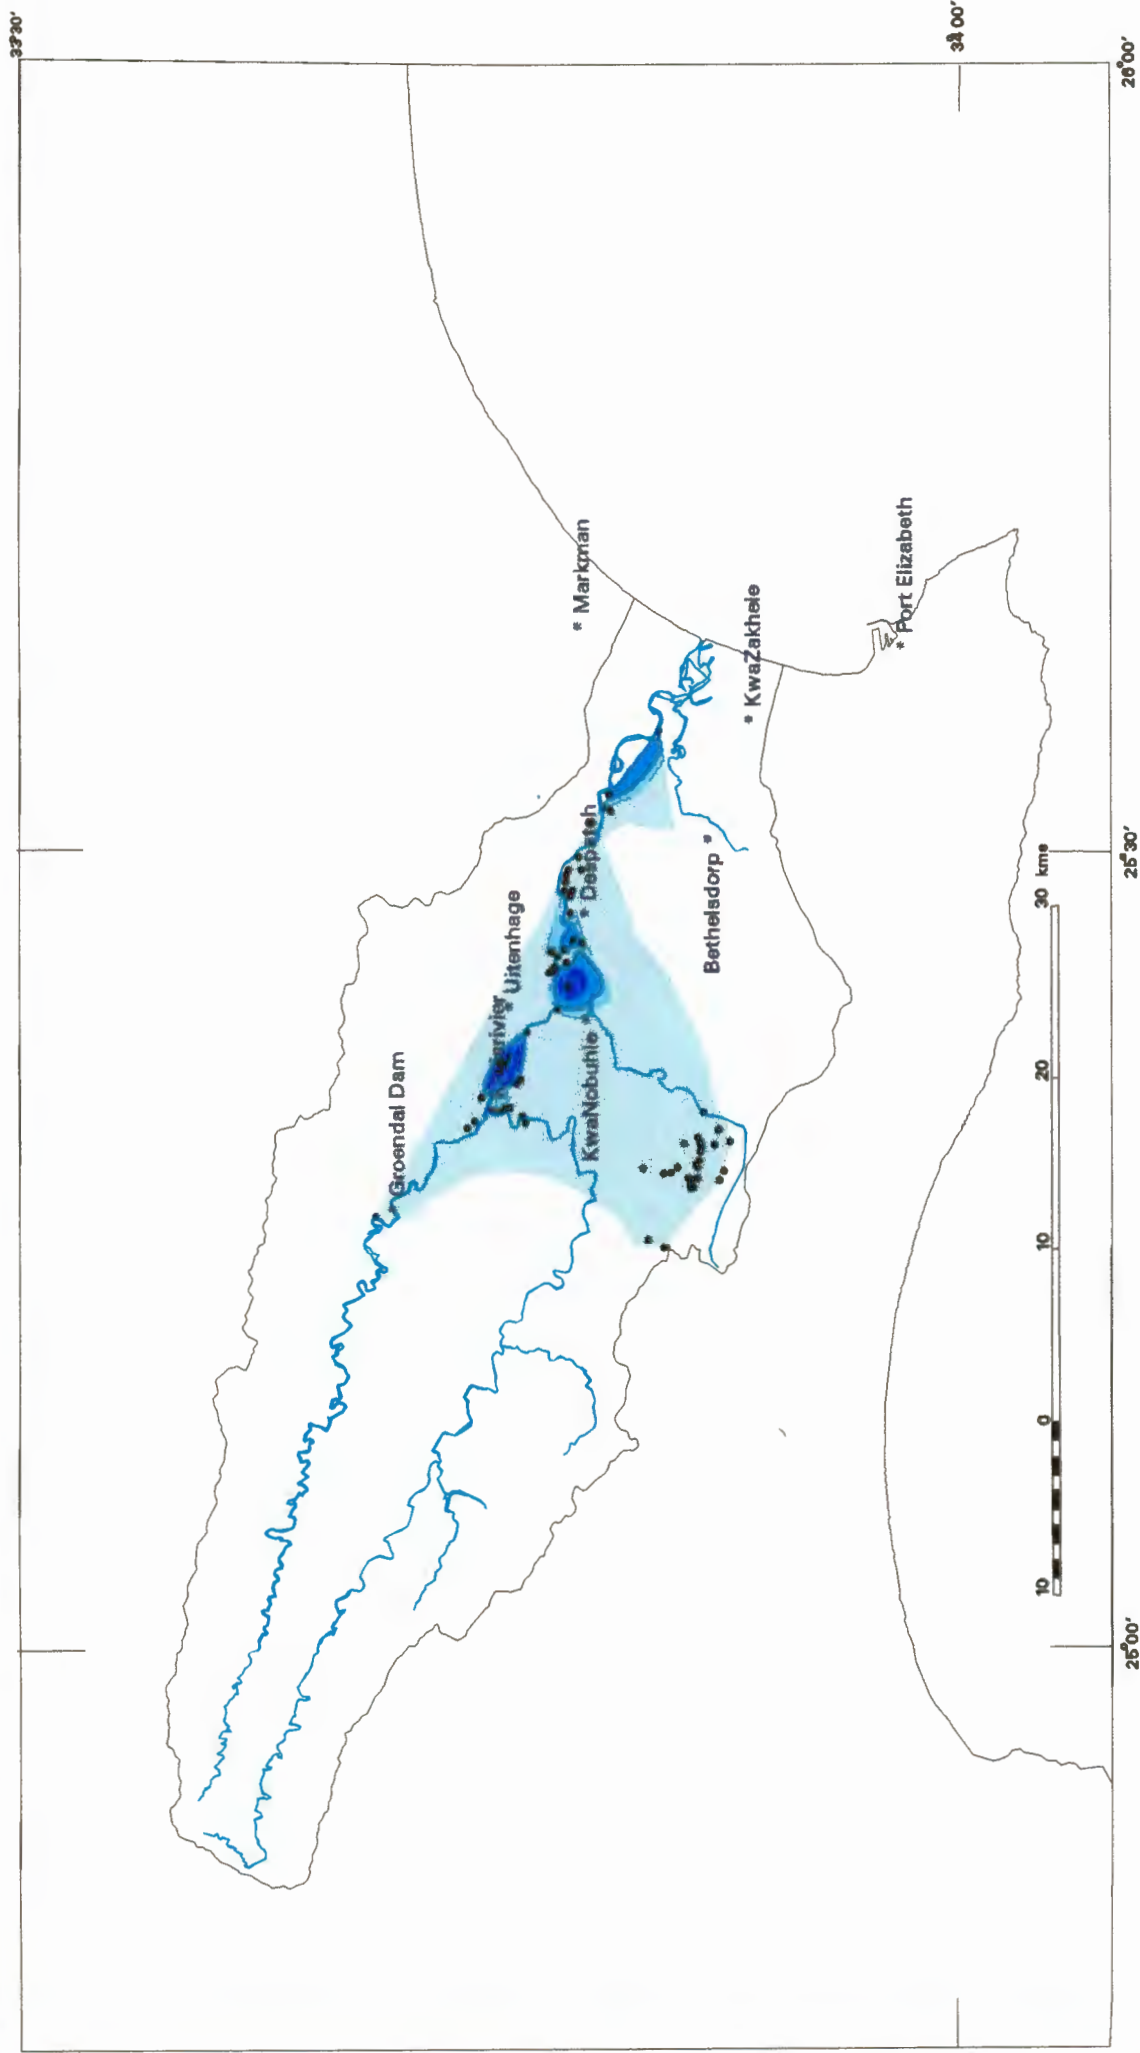 33°30'
34°00'
26°00'
25°30'
25°00'
* Markman
* KwaZakhele
* Port Elizabeth
* Despatch
Bethelsdorp *
* Uitenhage
KwaNobuhle
Groendal Dam
10 0 10 20 30 kms